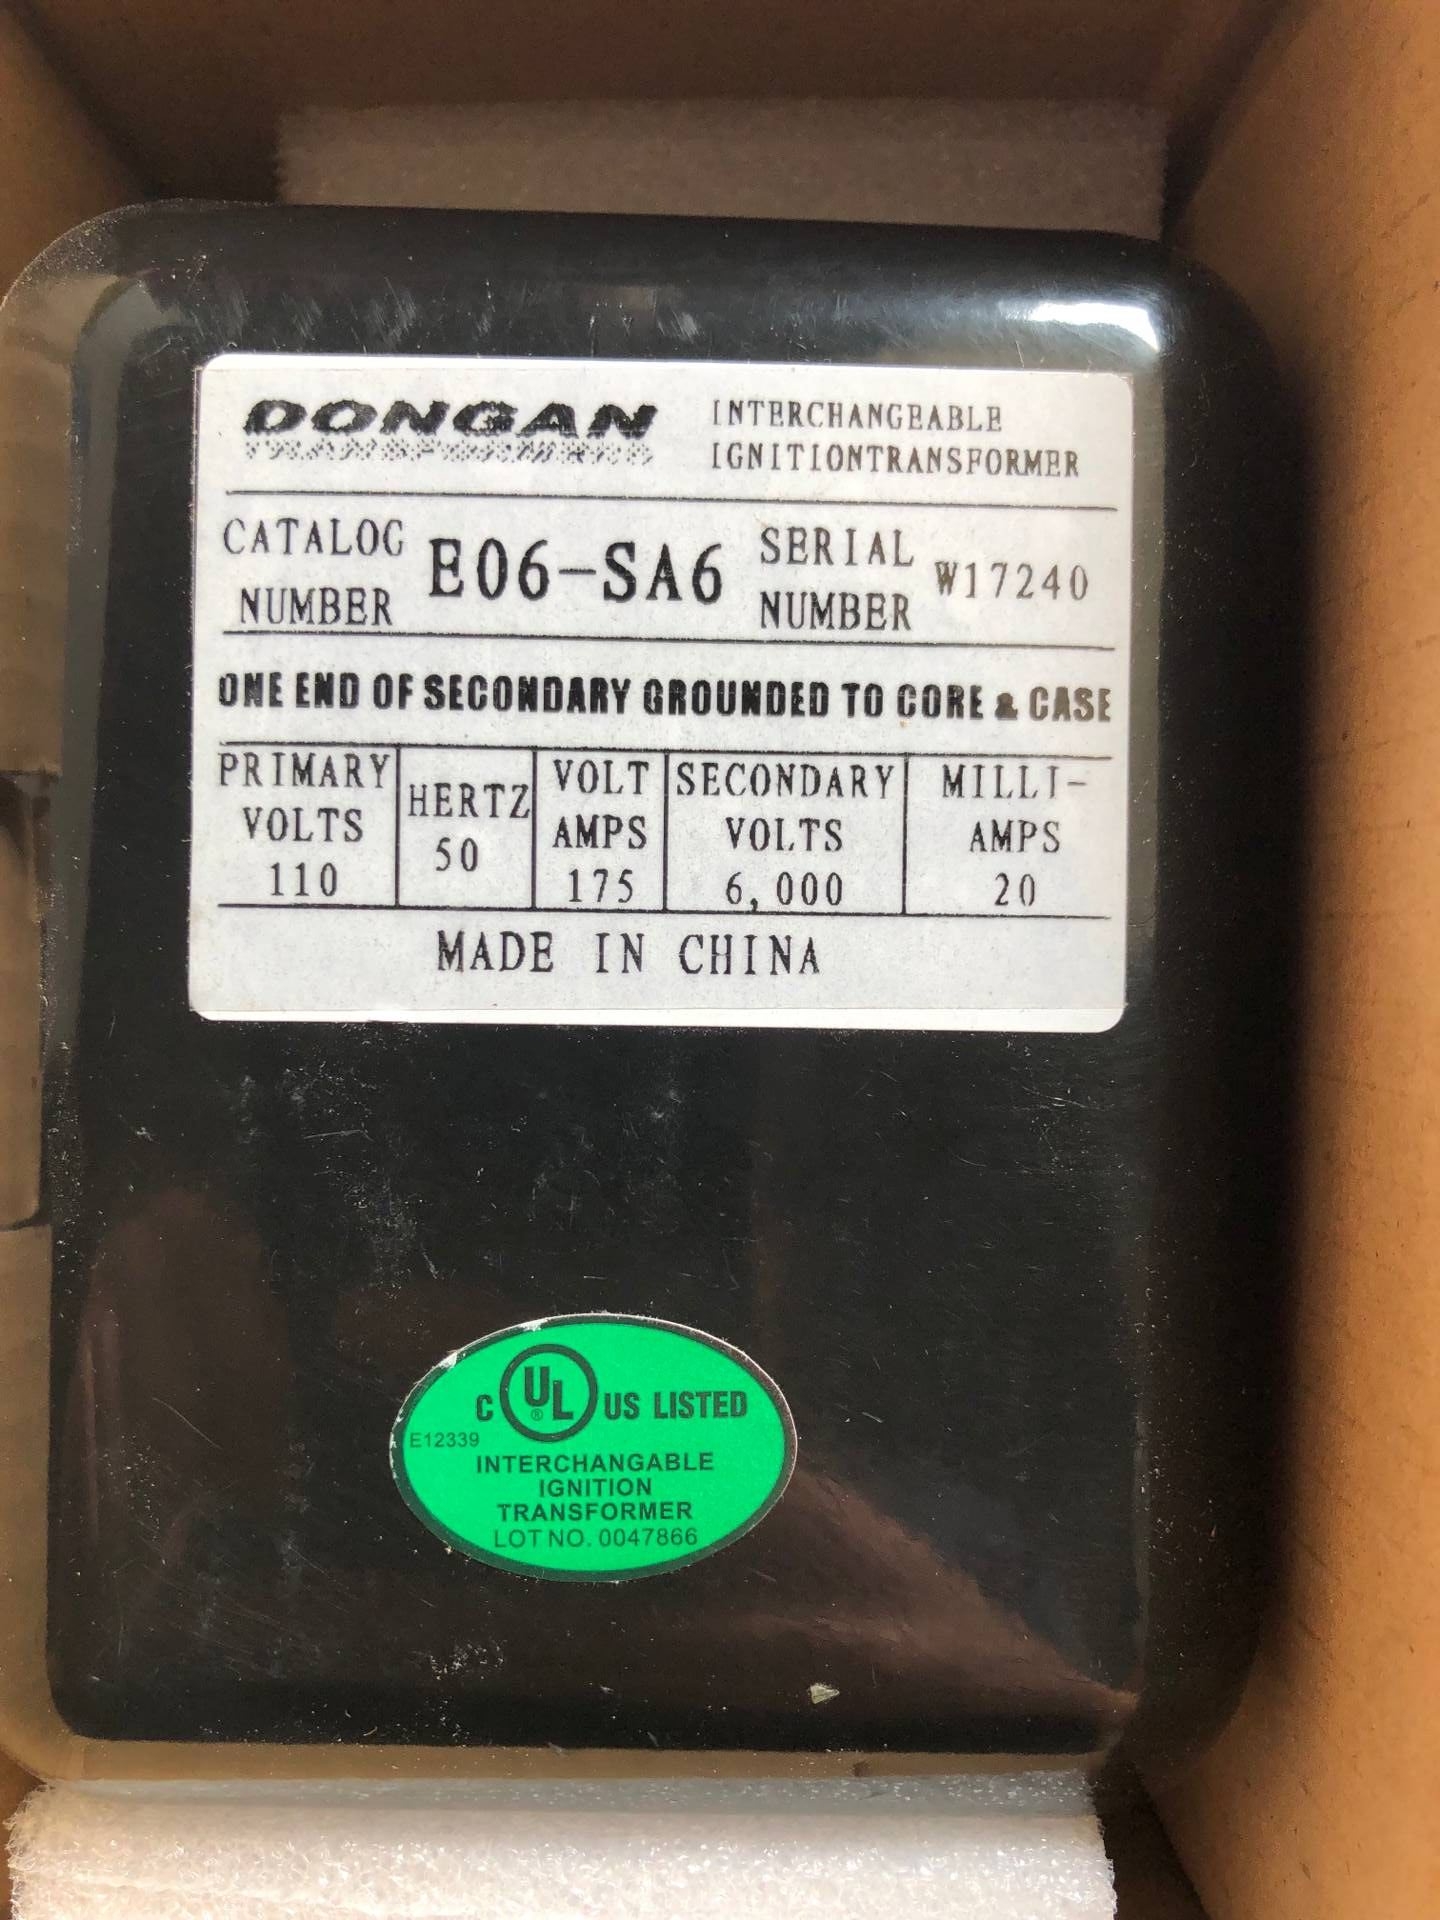 DONGAN
TRANSFORMERS
INTERCHANGEABLE
IGNITIONTRANSFORMER
CATALOG
NUMBER
E06-SA6
SERIAL
NUMBER
W17240
ONE END OF SECONDARY GROUNDED TO CORE & CASE
PRIMARY
VOLTS
110
HERTZ
50
VOLT
AMPS
175
SECONDARY
VOLTS
6,000
MILLI-
AMPS
20
MADE IN CHINA
C UL ® US LISTED
E12339
INTERCHANGABLE
IGNITION
TRANSFORMER
LOT NO. 0047866